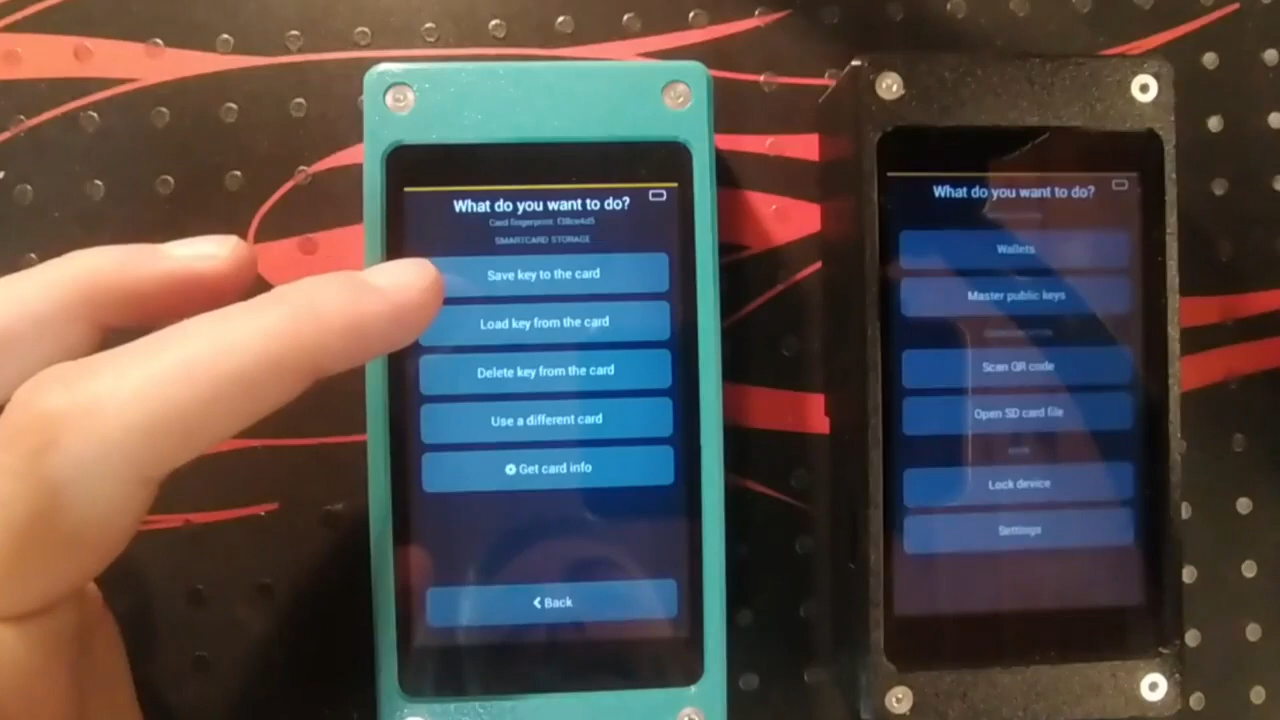 What do you want to do?
SMARTCARD STORAGE
Save key to the card
Load key from the card
Delete key from the card
Use a different card
Get card info
Back
What do you want to do?
Wallets
Master public keys
Scan QR code
Open SD card file
Lock device
Settings